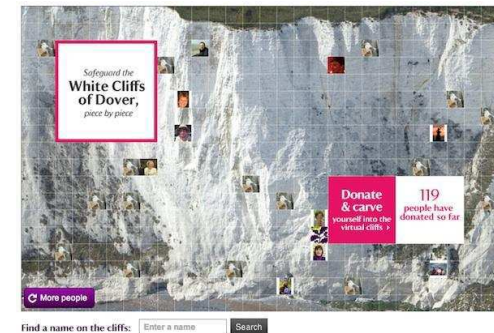 Safeguard the
White Cliffs
of Dover,
piece by piece
Donate
& carve
yourself into the
virtual cliffs ›
119
people have
donated so far
More people
Find a name on the cliffs:
Enter a name
Search